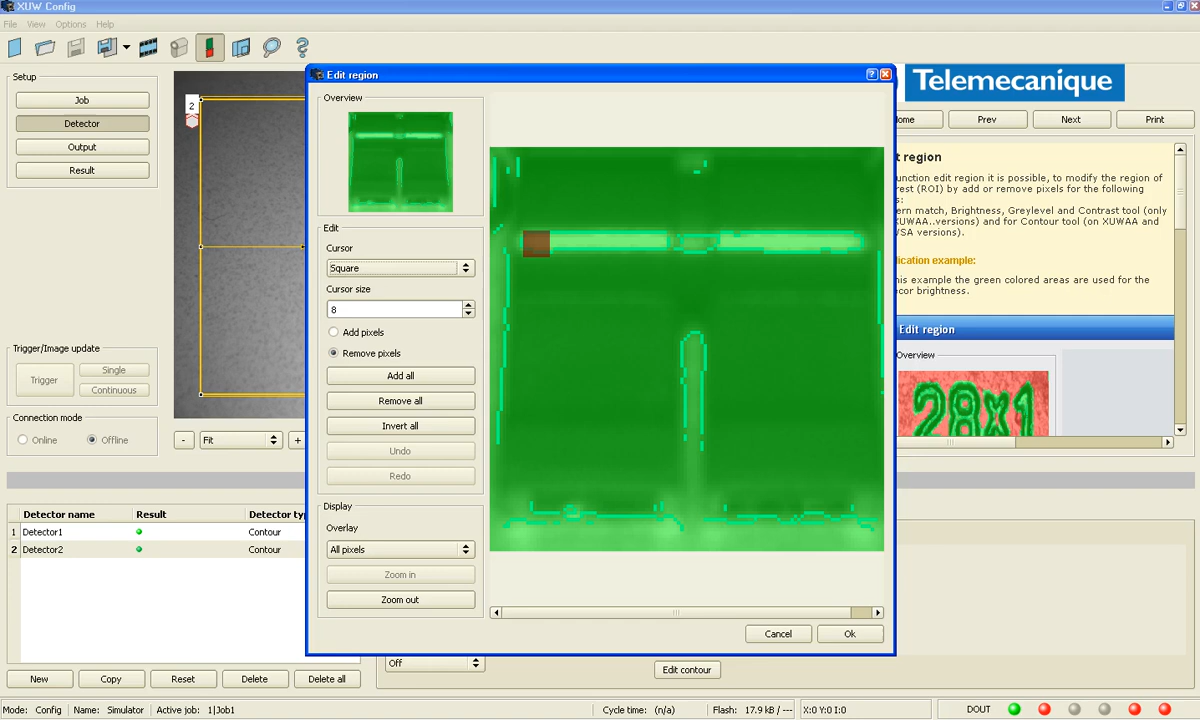 XUW Config
File View Options Help
Setup
Job
Detector
Output
Result
2
Trigger/Image update
Trigger
Single
Continuous
Connection mode
Online
Offline
-
Fit
+
Edit region
Overview
Edit
Cursor
Square
Cursor size
8
Add pixels
Remove pixels
Add all
Remove all
Invert all
Undo
Redo
Display
Overlay
All pixels
Zoom in
Zoom out
Cancel
Ok
Telemecanique
ome
Prev
Next
Print
t region
unction edit region it is possible, to modify the region of
rest (ROI) by add or remove pixels for the following
s:
ern match, Brightness, Greylevel and Contrast tool (only
XUWAA..versions) and for Contour tool (on XUWAA and
WSA versions).
lication example:
his example the green colored areas are used for the
cor brightness.
Edit region
Overview
28x1
Detector name Result Detector typ
1 Detector1 Contour
2 Detector2 Contour
New
Copy
Reset
Delete
Delete all
Off
Edit contour
Mode: Config Name: Simulator Active job: 1|Job1 Cycle time: (n/a) Flash: 17.9 kB / --- X:0 Y:0 I:0 DOUT